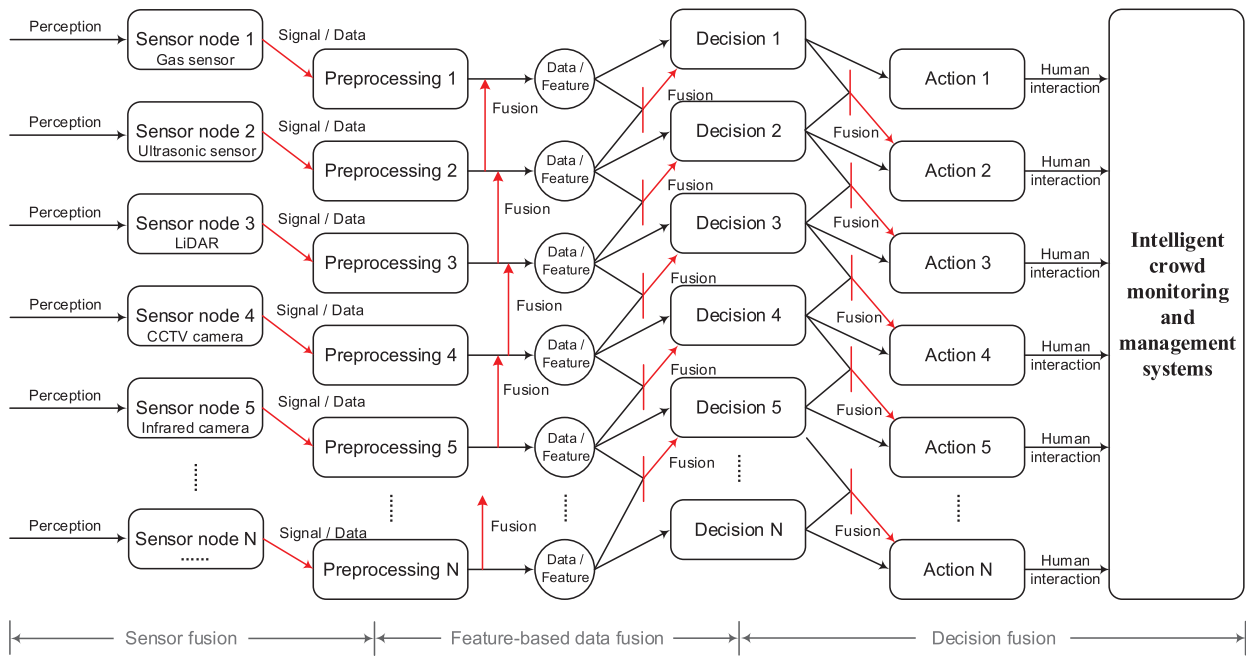 Perception
Sensor node 1
Gas sensor
Signal / Data
Preprocessing 1
Fusion
Data /
Feature
Decision 1
Fusion
Action 1
Fusion
Human
interaction
Perception
Sensor node 2
Ultrasonic sensor
Signal / Data
Preprocessing 2
Fusion
Data /
Feature
Decision 2
Fusion
Action 2
Fusion
Human
interaction
Perception
Sensor node 3
LiDAR
Signal / Data
Preprocessing 3
Fusion
Data /
Feature
Decision 3
Fusion
Action 3
Fusion
Human
interaction
Perception
Sensor node 4
CCTV camera
Signal / Data
Preprocessing 4
Fusion
Data /
Feature
Decision 4
Fusion
Action 4
Fusion
Human
interaction
Perception
Sensor node 5
Infrared camera
Signal / Data
Preprocessing 5
Fusion
Data /
Feature
Decision 5
Fusion
Action 5
Fusion
Human
interaction
Perception
Sensor node N
......
Signal / Data
Preprocessing N
Data /
Feature
Decision N
Action N
Human
interaction
Intelligent
crowd
monitoring
and
management
systems
Sensor fusion
Feature-based data fusion
Decision fusion